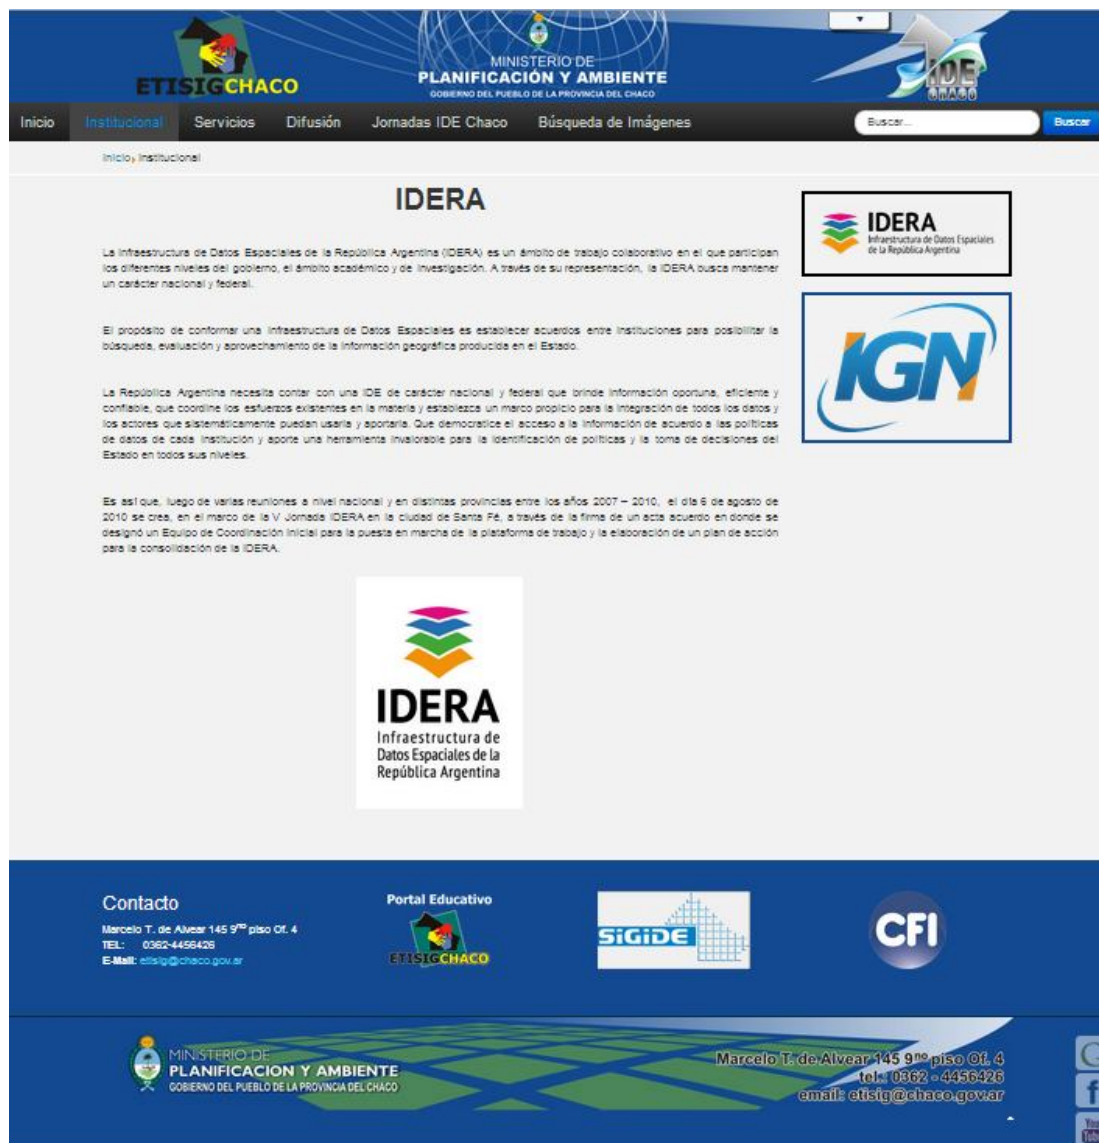 ETISIGCHACO
MINISTERIO DE
PLANIFICACIÓN Y AMBIENTE
GOBIERNO DEL PUEBLO DE LA PROVINCIA DEL CHACO
IDE
CHACO
Inicio Institucional Servicios Difusión Jornadas IDE Chaco Búsqueda de Imágenes Buscar... Buscar
Inicio Institucional
IDERA
La Infraestructura de Datos Espaciales de la República Argentina (IDERA) es un ámbito de trabajo colaborativo en el que participan
los diferentes niveles del gobierno, el ámbito académico y de investigación. A través de su representación, la IDERA busca mantener
un carácter nacional y federal.
El propósito de conformar una Infraestructura de Datos Espaciales es establecer acuerdos entre instituciones para posibilitar la
búsqueda, evaluación y aprovechamiento de la información geográfica producida en el Estado.
La República Argentina necesita contar con una IDE de carácter nacional y federal que brinde información oportuna, eficiente y
confiable, que coordine los esfuerzos existentes en la materia y establezca un marco propicio para la integración de todos los datos y
los actores que sistemáticamente puedan usarla y aportarla. Que democratice el acceso a la información de acuerdo a las políticas
de datos de cada institución y aporte una herramienta invalorable para la identificación de políticas y la toma de decisiones del
Estado en todos sus niveles.
Es así que, luego de varias reuniones a nivel nacional y en distintas provincias entre los años 2007 – 2010, el día 6 de agosto de
2010 se crea, en el marco de la V Jornada IDERA en la ciudad de Santa Fé, a través de la firma de un acta acuerdo en donde se
designó un Equipo de Coordinación Inicial para la puesta en marcha de la plataforma de trabajo y la elaboración de un plan de acción
para la consolidación de la IDERA.
IDERA
Infraestructura de Datos Espaciales
de la República Argentina
IGN
IDERA
Infraestructura de
Datos Espaciales de la
República Argentina
Contacto
Marcelo T. de Alvear 145 9no piso Of. 4
TEL: 0362-4456426
E-Mail: etisig@chaco.gov.ar
Portal Educativo
ETISIGCHACO
SIGIDE
CFI
MINISTERIO DE
PLANIFICACION Y AMBIENTE
GOBIERNO DEL PUEBLO DE LA PROVINCIA DEL CHACO
Marcelo T. de Alvear 145 9no piso Of. 4
tel.: 0362 - 4456426
email: etisig@chaco.gov.ar
G
f
You
Tube